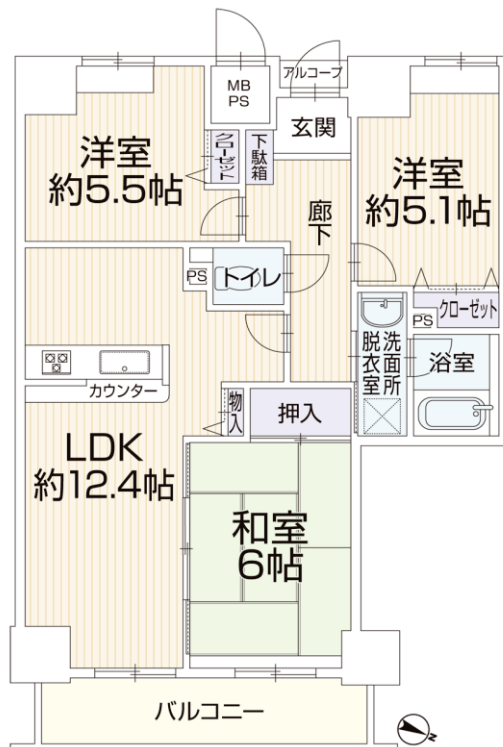 アルコーブ
MB
PS
玄関
洋室
約5.5帖
クローゼット
下駄箱
洋室
約5.1帖
廊下
PS
トイレ
クローゼット
PS
洗面所
脱衣室
浴室
カウンター
物入
押入
LDK
約12.4帖
和室
6帖
バルコニー
N